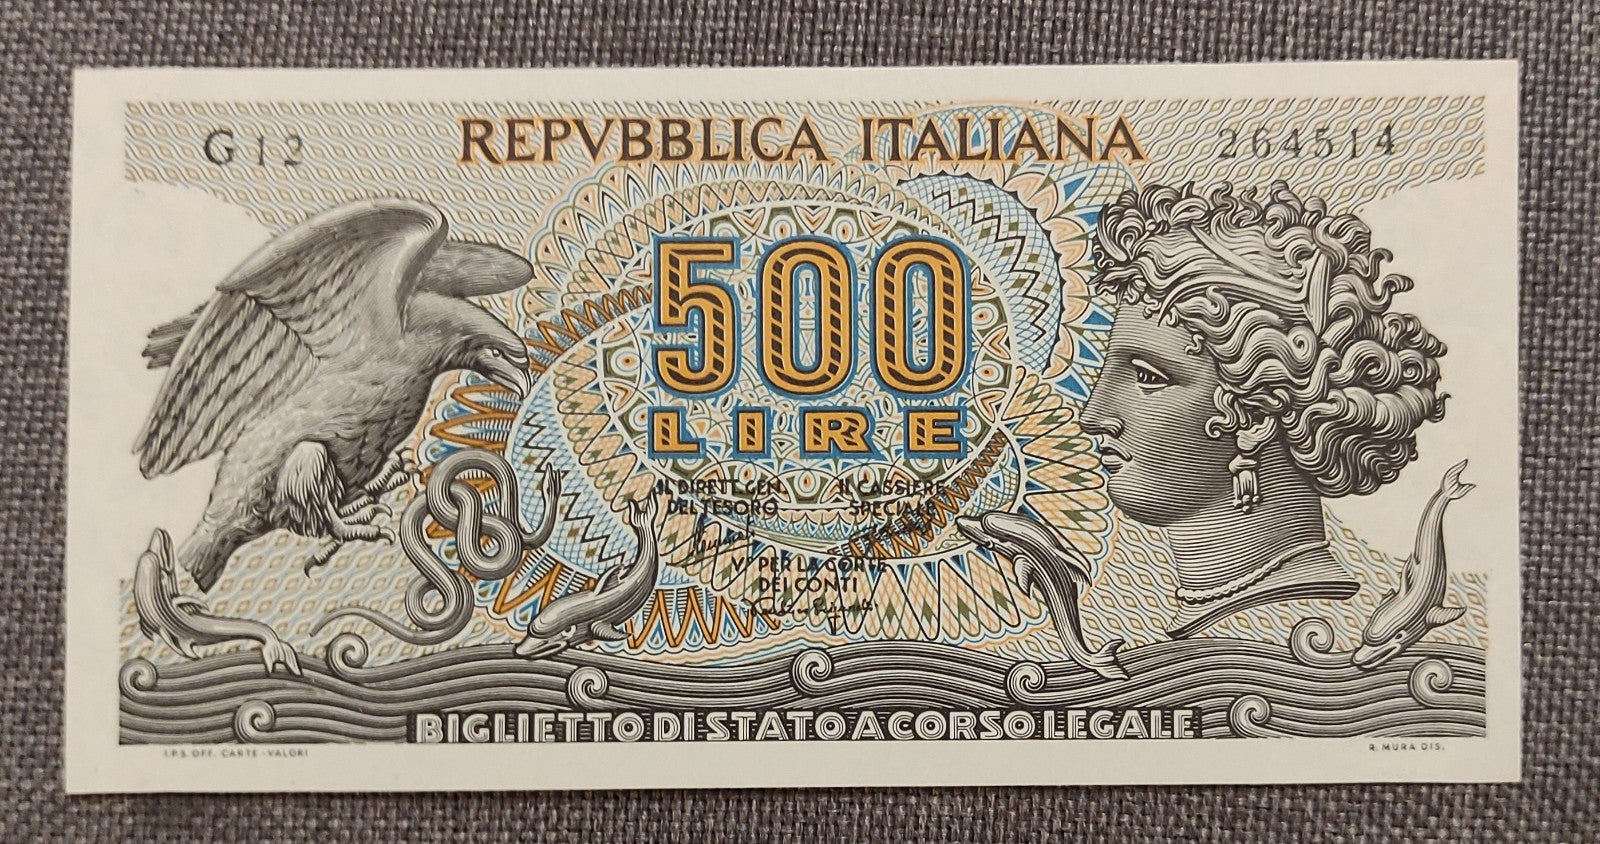 REPVBBLICA ITALIANA
G 12
264514
500
LIRE
IL DIRETT. GEN.
DEL TESORO
IL CASSIERE
SPECIALE
V° PER LA CORTE
DEI CONTI
BIGLIETTO DI STATO A CORSO LEGALE
I.P.S. OFF. CARTE-VALORI
R. MURA DIS.